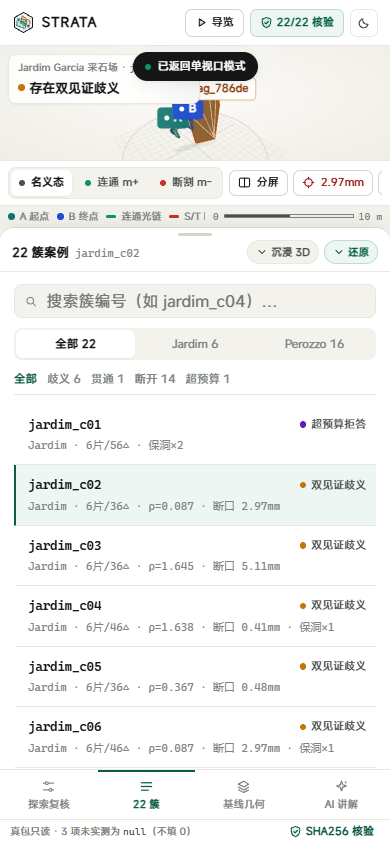 STRATA
导览
22/22 核验
Jardim Garcia 采石场 ·
已返回单视口模式
存在双见证歧义
ag_786de
A
B
名义态
连通 m+
断割 m−
分屏
2.97mm
A 起点
B 终点
连通光链
S/T
0
10 m
22 簇案例 jardim_c02
沉浸 3D
还原
搜索簇编号（如 jardim_c04）...
全部 22
Jardim 6
Perozzo 16
全部 歧义 6 贯通 1 断开 14 超预算 1
jardim_c01
超预算拒答
Jardim · 6片/56△ · 保洞×2
jardim_c02
双见证歧义
Jardim · 6片/36△ · ρ=0.087 · 断口 2.97mm
jardim_c03
双见证歧义
Jardim · 6片/36△ · ρ=1.645 · 断口 5.11mm
jardim_c04
双见证歧义
Jardim · 6片/46△ · ρ=1.638 · 断口 0.41mm · 保洞×1
jardim_c05
双见证歧义
Jardim · 6片/46△ · ρ=0.367 · 断口 0.48mm
jardim_c06
双见证歧义
Jardim · 6片/46△ · ρ=0.087 · 断口 2.97mm · 保洞×1
探索复核
22 簇
基线几何
AI 讲解
真包只读 · 3 项未实测为 null（不填 0）
SHA256 核验